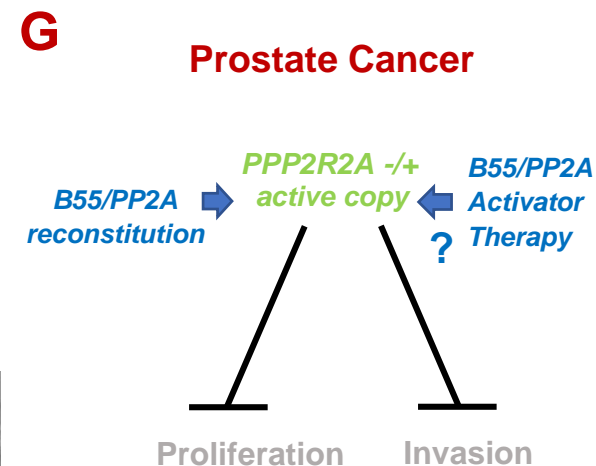 G
Prostate Cancer
PPP2R2A -/+
active copy
B55/PP2A
reconstitution
B55/PP2A
Activator
Therapy
?
Proliferation
Invasion